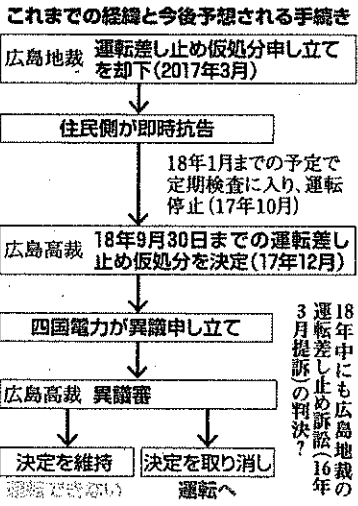 これまでの経緯と今後予想される手続き
広島地裁 運転差し止め仮処分申し立て
を却下(2017年3月)
住民側が即時抗告
18年1月までの予定で
定期検査に入り、運転
停止(17年10月)
広島高裁 18年9月30日までの運転差し
止め仮処分を決定(17年12月)
四国電力が異議申し立て
18年中にも広島地裁の
運転差し止め訴訟(16年
3月提訴)の判決?
広島高裁 異議審
決定を維持
決定を取り消し
運転できない
運転へ